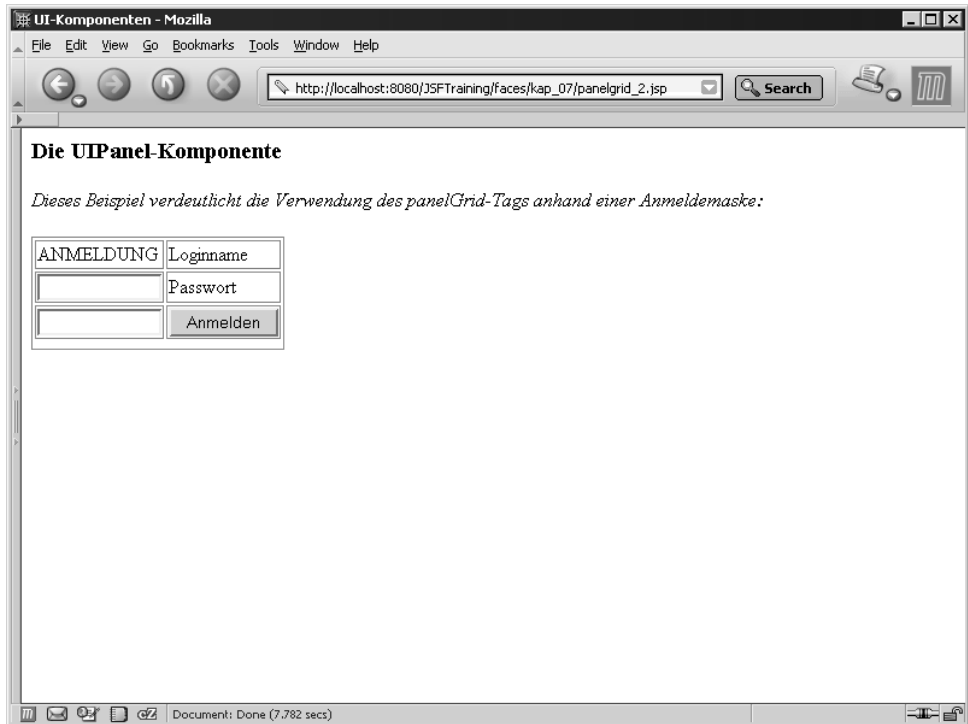 UI-Komponenten - Mozilla
File Edit View Go Bookmarks Tools Window Help
http://localhost:8080/JSFTraining/faces/kap_07/panelgrid_2.jsp Search
Die UIPanel-Komponente
Dieses Beispiel verdeutlicht die Verwendung des panelGrid-Tags anhand einer Anmeldemaske:
ANMELDUNG Loginname
Passwort
Anmelden
Document: Done (7.782 secs)